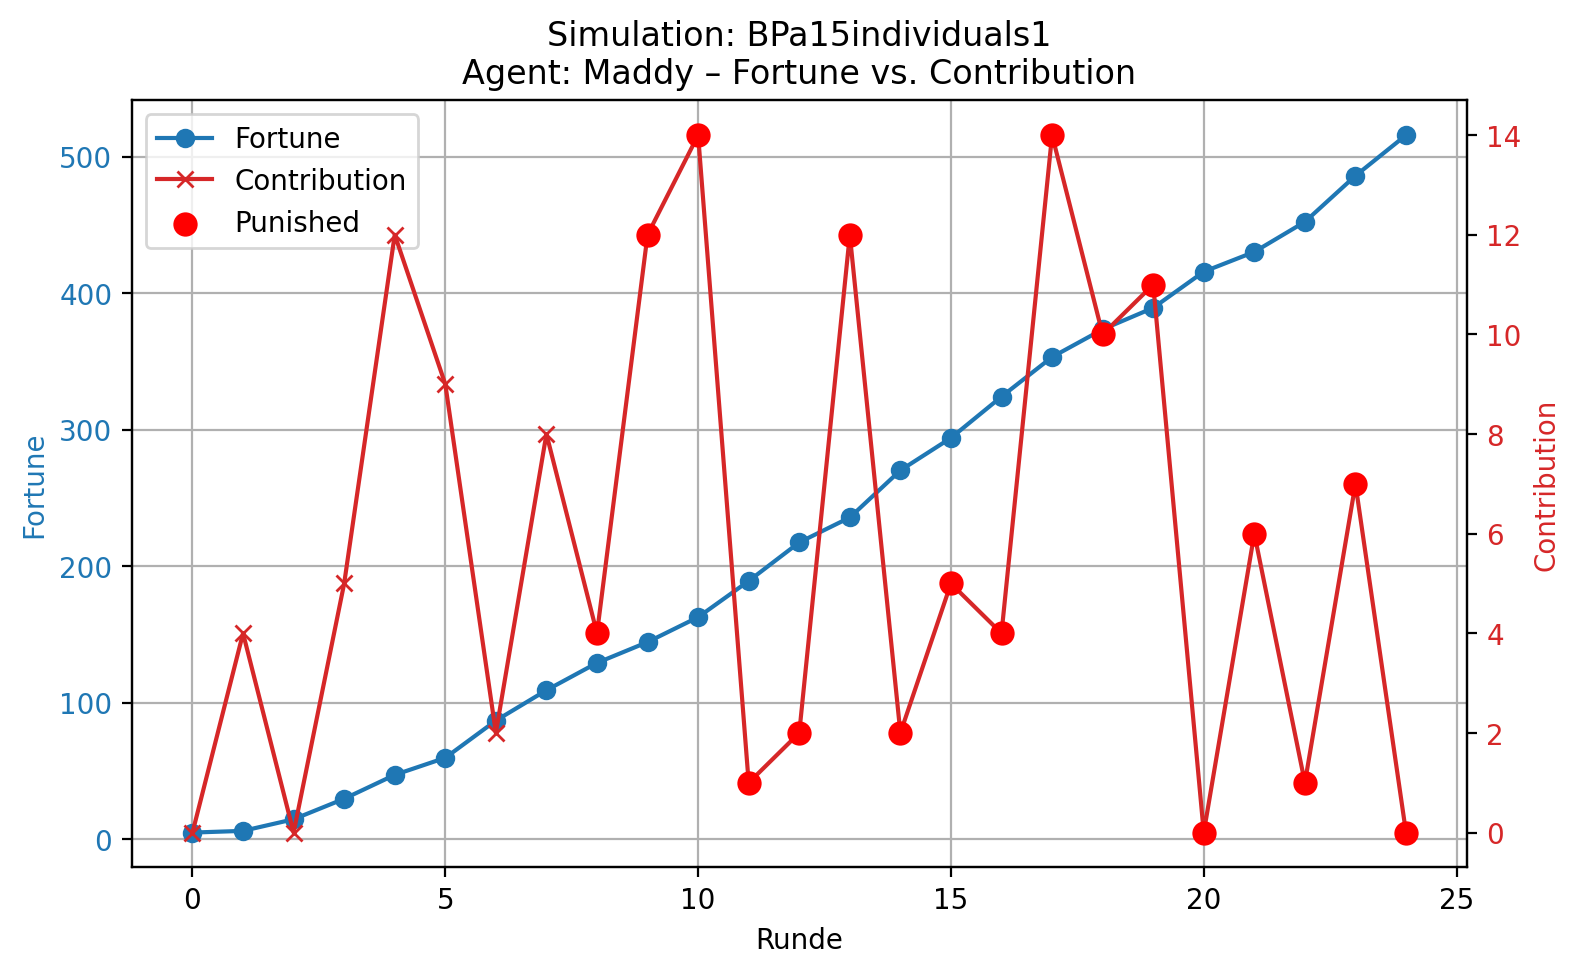 Simulation: BPa15individuals1
Agent: Maddy – Fortune vs. Contribution
Fortune
Contribution
Punished
500
400
300
200
100
0
Fortune
14
12
10
8
6
4
2
0
Contribution
0 5 10 15 20 25
Runde